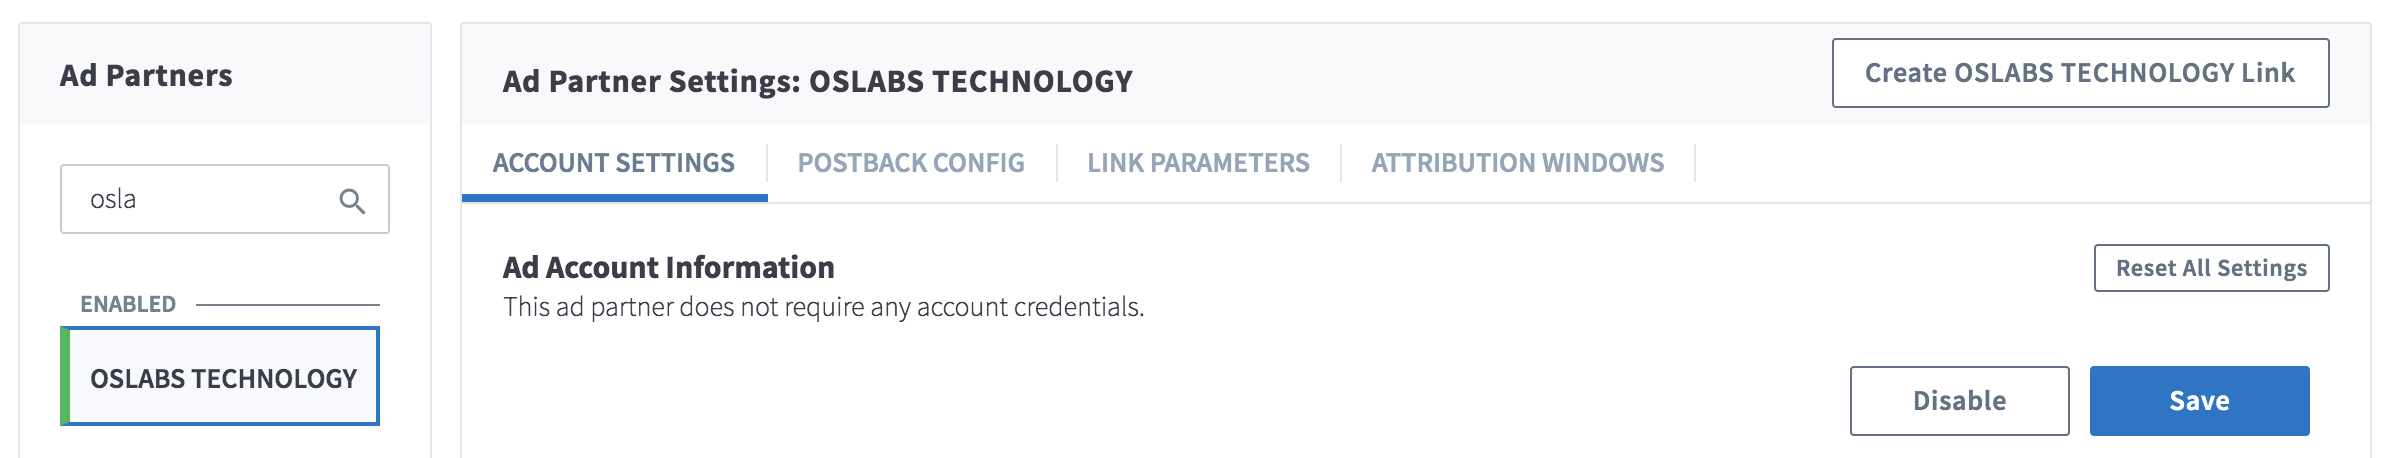 Ad Partners
osla
ENABLED
OSLABS TECHNOLOGY
Ad Partner Settings: OSLABS TECHNOLOGY
Create OSLABS TECHNOLOGY Link
ACCOUNT SETTINGS
POSTBACK CONFIG
LINK PARAMETERS
ATTRIBUTION WINDOWS
Ad Account Information
Reset All Settings
This ad partner does not require any account credentials.
Disable
Save